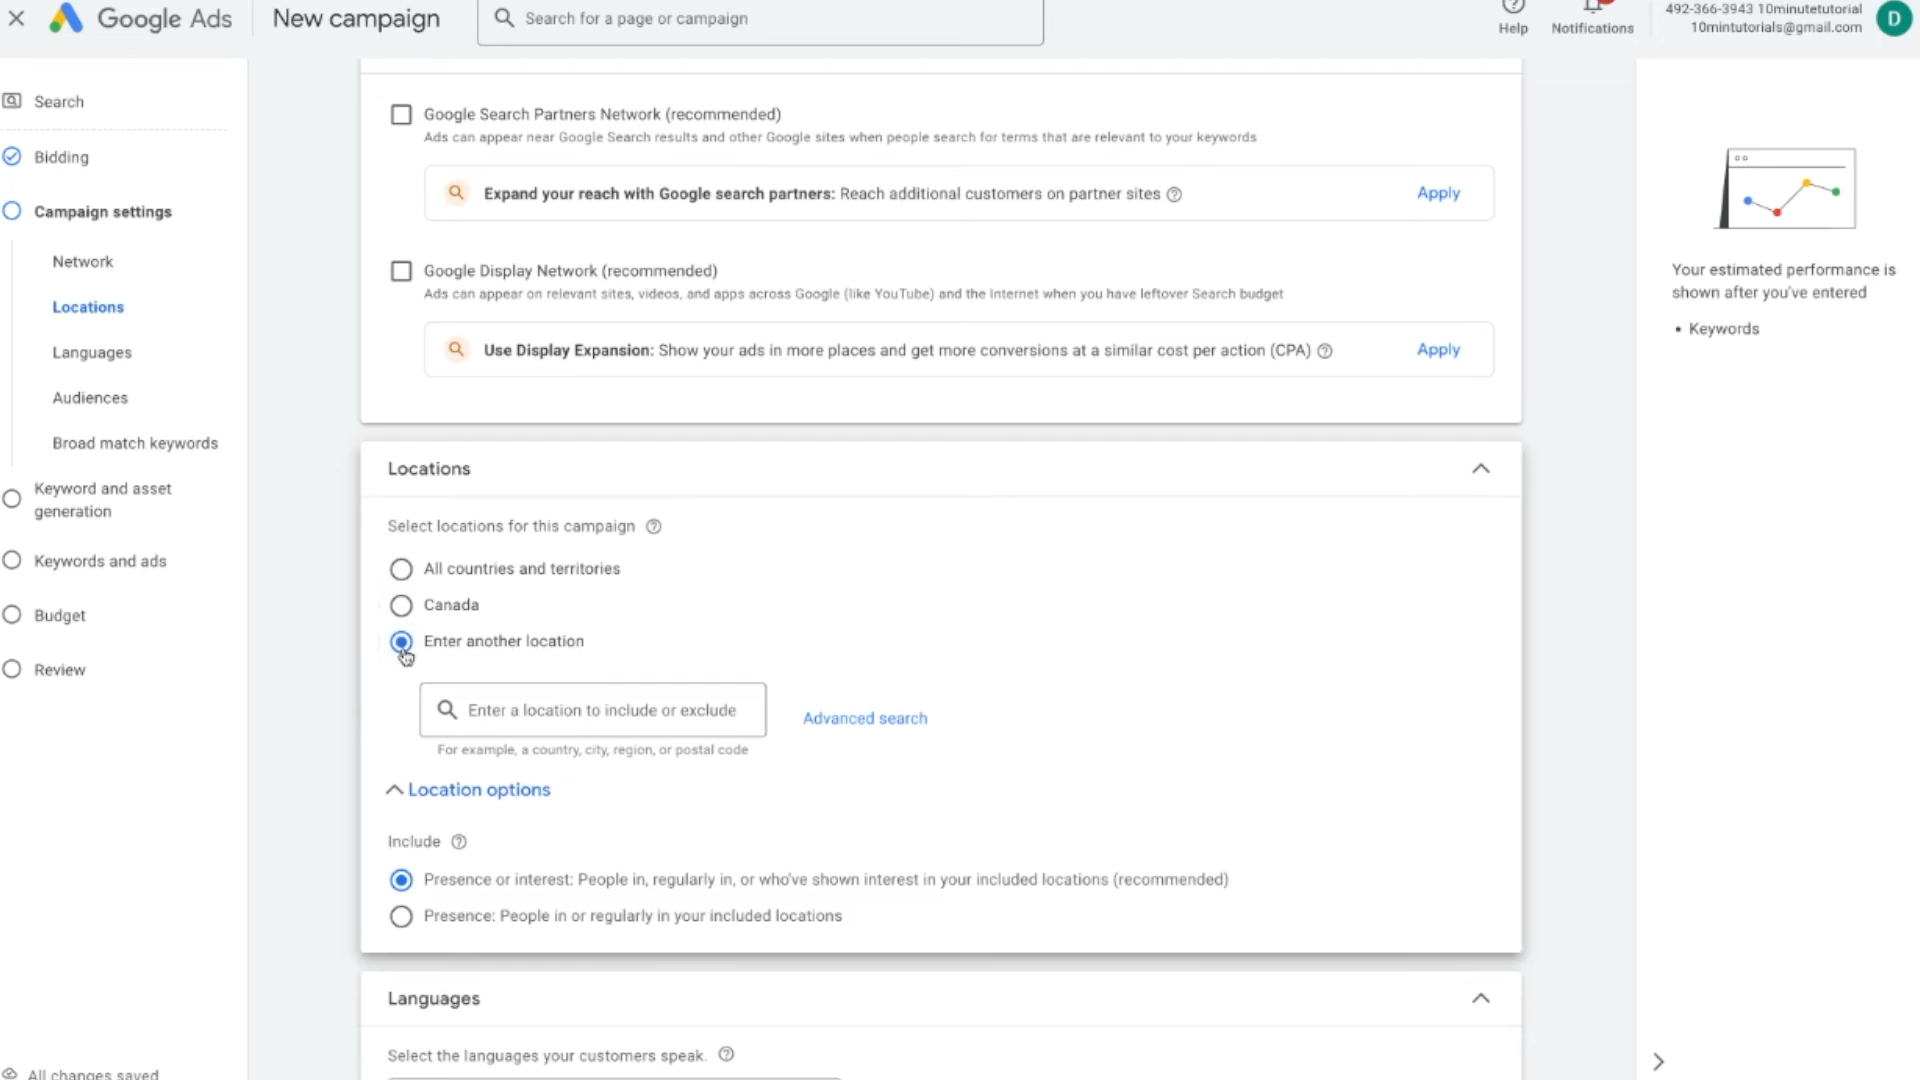 Google Ads
New campaign
Search for a page or campaign
Help
Notifications
492-366-3943 10minutetutorial
10mintutorials@gmail.com
D
Search
Bidding
Campaign settings
Network
Locations
Languages
Audiences
Broad match keywords
Keyword and asset
generation
Keywords and ads
Budget
Review
All changes saved
Google Search Partners Network (recommended)
Ads can appear near Google Search results and other Google sites when people search for terms that are relevant to your keywords
Expand your reach with Google search partners: Reach additional customers on partner sites
Apply
Google Display Network (recommended)
Ads can appear on relevant sites, videos, and apps across Google (like YouTube) and the Internet when you have leftover Search budget
Use Display Expansion: Show your ads in more places and get more conversions at a similar cost per action (CPA)
Apply
Locations
Select locations for this campaign
All countries and territories
Canada
Enter another location
Enter a location to include or exclude
Advanced search
For example, a country, city, region, or postal code
Location options
Include
Presence or interest: People in, regularly in, or who've shown interest in your included locations (recommended)
Presence: People in or regularly in your included locations
Languages
Select the languages your customers speak.
Your estimated performance is
shown after you've entered
• Keywords